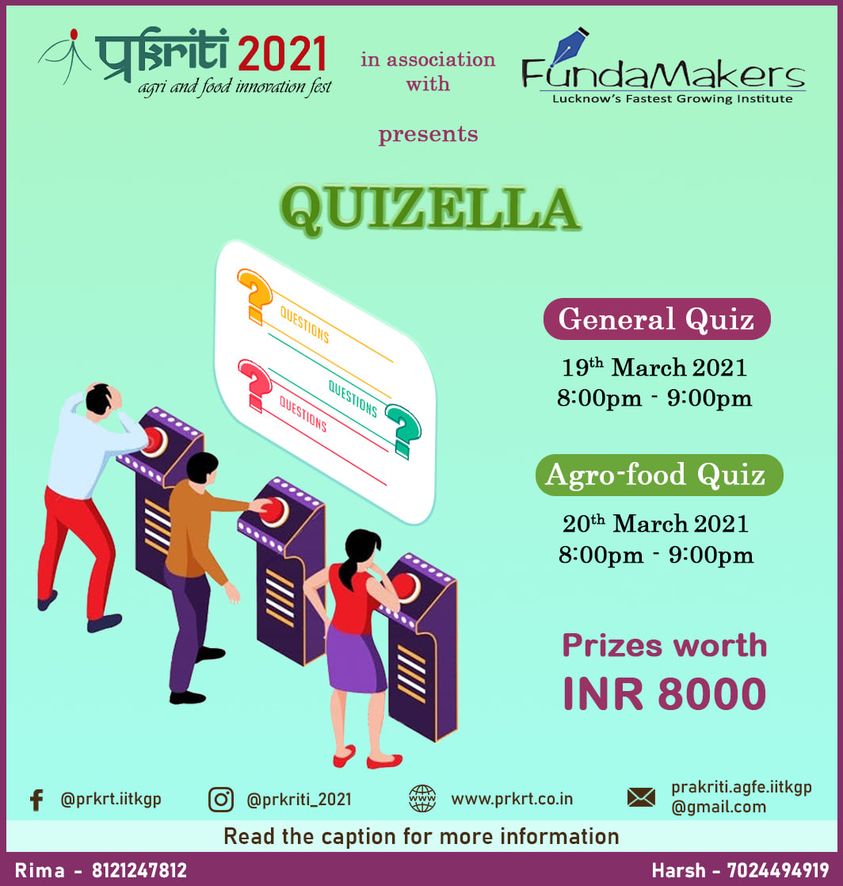 प्रkriti 2021
agri and food innovation fest
in association
with
FundaMakers
Lucknow's Fastest Growing Institute
presents
QUIZELLA
? QUESTIONS
QUESTIONS ?
? QUESTIONS
General Quiz
19th March 2021
8:00pm - 9:00pm
Agro-food Quiz
20th March 2021
8:00pm - 9:00pm
Prizes worth
INR 8000
@prkrt.iitkgp
@prkriti_2021
www.prkrt.co.in
prakriti.agfe.iitkgp
@gmail.com
Read the caption for more information
Rima - 8121247812
Harsh - 7024494919